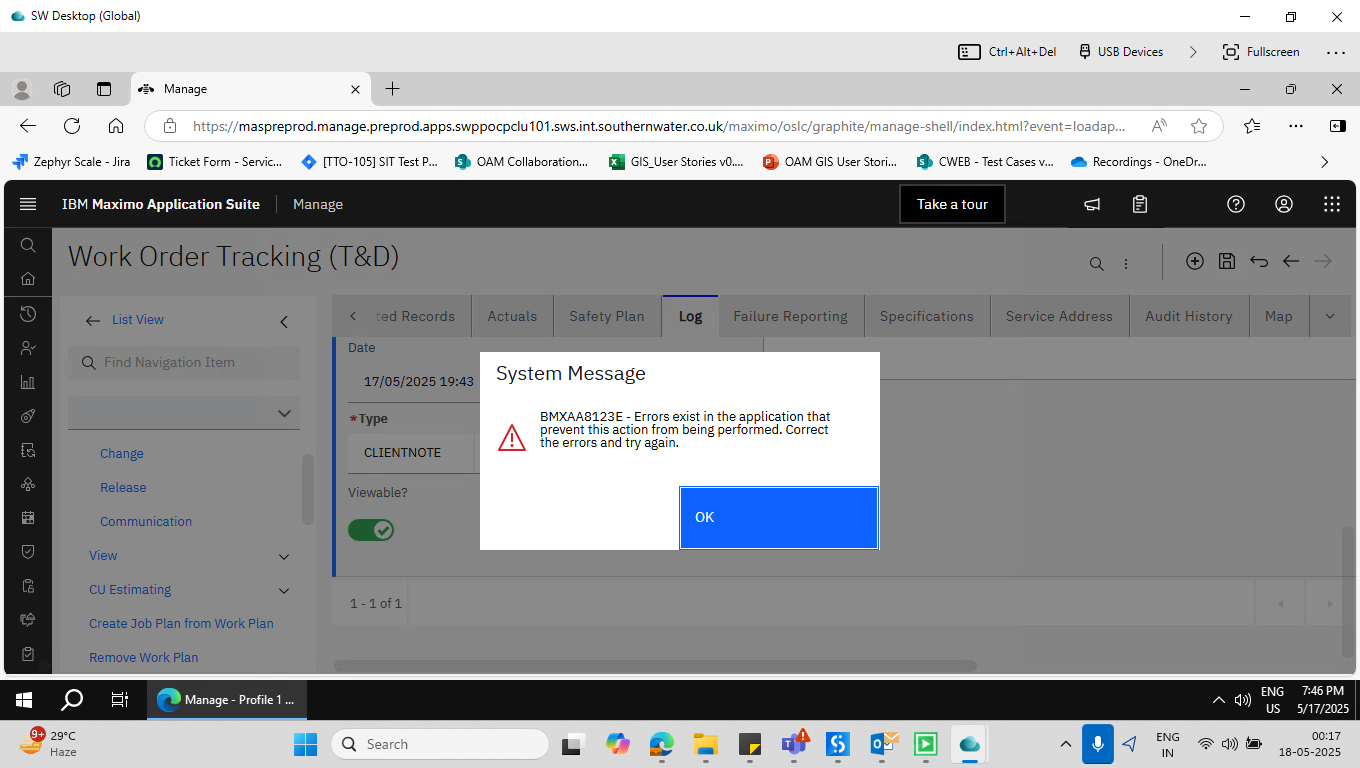 SW Desktop (Global)
Ctrl+Alt+Del
USB Devices
Fullscreen
Manage
https://maspreprod.manage.preprod.apps.swppocpclu101.sws.int.southernwater.co.uk/maximo/oslc/graphite/manage-shell/index.html?event=loadap...
Zephyr Scale - Jira
Ticket Form - Servic...
[TTO-105] SIT Test P...
OAM Collaboration...
GIS_User Stories v0....
OAM GIS User Stori...
CWEB - Test Cases v...
Recordings - OneDr...
IBM Maximo Application Suite
Manage
Take a tour
Work Order Tracking (T&D)
List View
Find Navigation Item
Change
Release
Communication
View
CU Estimating
Create Job Plan from Work Plan
Remove Work Plan
ted Records
Actuals
Safety Plan
Log
Failure Reporting
Specifications
Service Address
Audit History
Map
Date
17/05/2025 19:43
*Type
CLIENTNOTE
Viewable?
1 - 1 of 1
System Message
BMXAA8123E - Errors exist in the application that
prevent this action from being performed. Correct
the errors and try again.
OK
Manage - Profile 1 ...
ENG
US
7:46 PM
5/17/2025
9+
29°C
Haze
Search
ENG
IN
00:17
18-05-2025